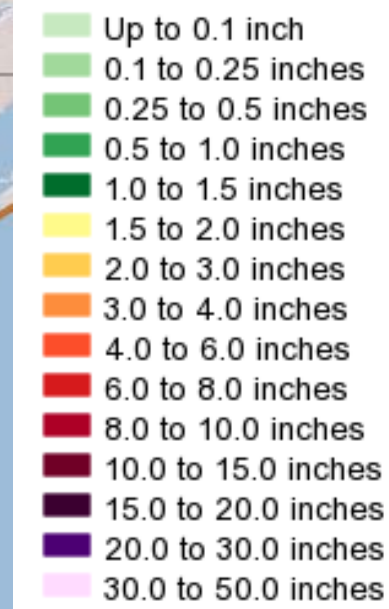 Up to 0.1 inch
0.1 to 0.25 inches
0.25 to 0.5 inches
0.5 to 1.0 inches
1.0 to 1.5 inches
1.5 to 2.0 inches
2.0 to 3.0 inches
3.0 to 4.0 inches
4.0 to 6.0 inches
6.0 to 8.0 inches
8.0 to 10.0 inches
10.0 to 15.0 inches
15.0 to 20.0 inches
20.0 to 30.0 inches
30.0 to 50.0 inches